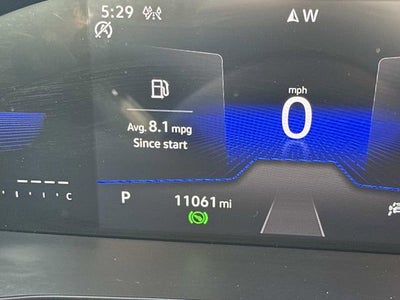 5:29
W
mph
0
Avg. 8.1 mpg
Since start
C
P
11061 mi